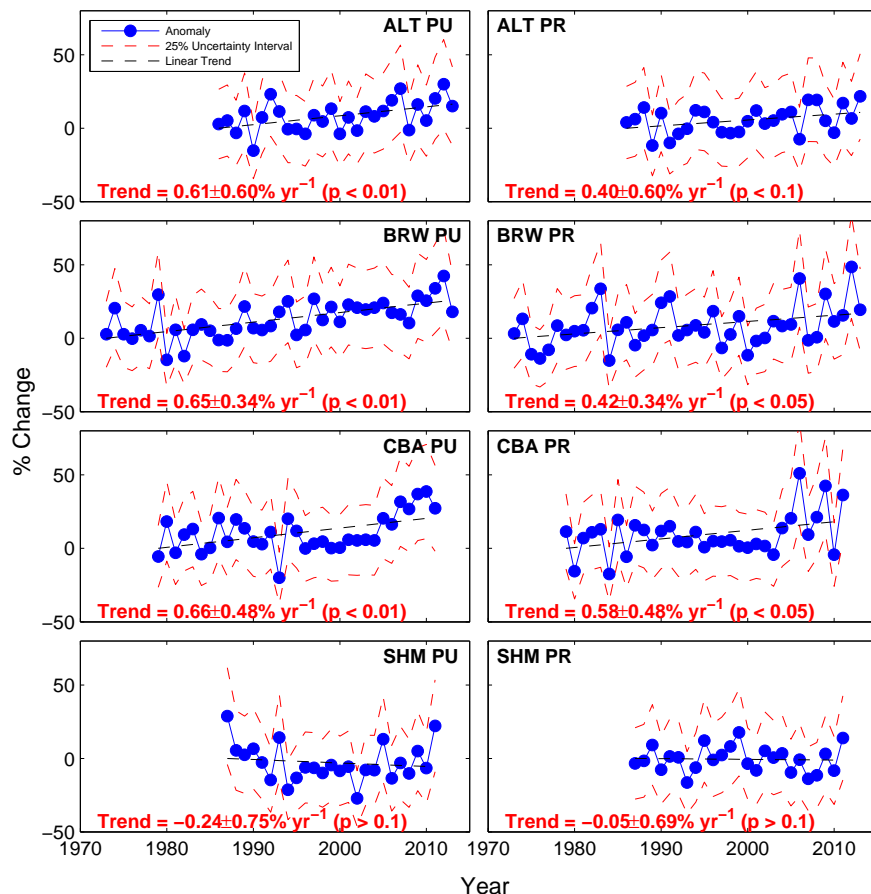 ALT PU
ALT PR
Anomaly
25% Uncertainty Interval
Linear Trend
50
0
−50
Trend = 0.61±0.60% yr⁻¹ (p < 0.01)
Trend = 0.40±0.60% yr⁻¹ (p < 0.1)
BRW PU
BRW PR
50
0
−50
Trend = 0.65±0.34% yr⁻¹ (p < 0.01)
Trend = 0.42±0.34% yr⁻¹ (p < 0.05)
% Change
CBA PU
CBA PR
50
0
−50
Trend = 0.66±0.48% yr⁻¹ (p < 0.01)
Trend = 0.58±0.48% yr⁻¹ (p < 0.05)
SHM PU
SHM PR
50
0
−50
Trend = −0.24±0.75% yr⁻¹ (p > 0.1)
Trend = −0.05±0.69% yr⁻¹ (p > 0.1)
1970 1980 1990 2000 2010
1970 1980 1990 2000 2010
Year